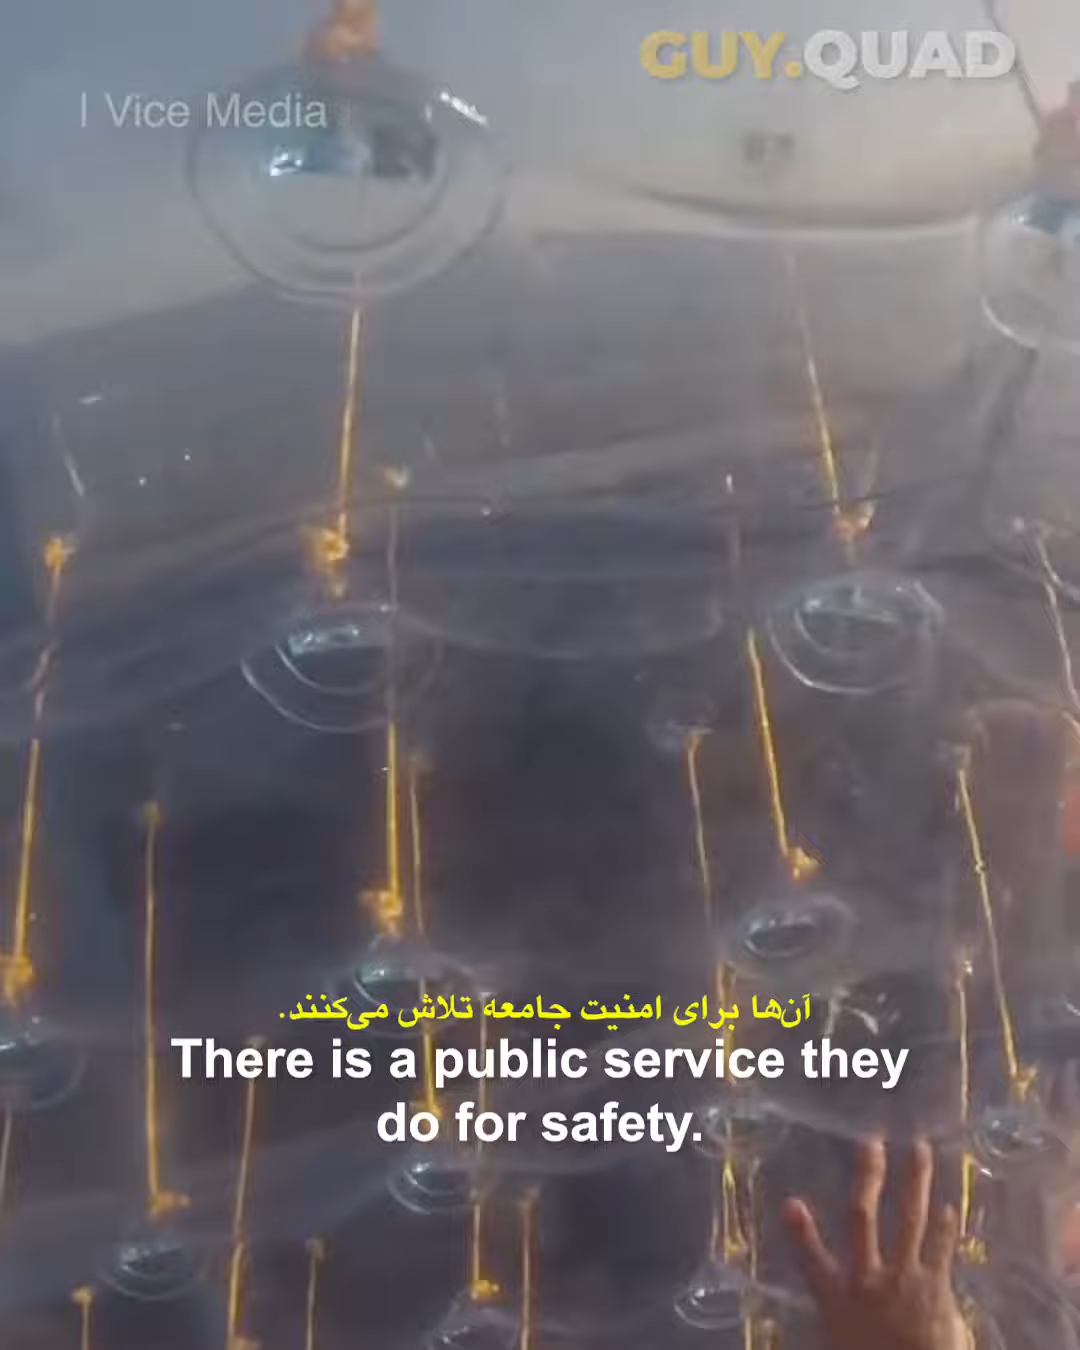 GUY.QUAD
| Vice Media
آن‌ها برای امنیت جامعه تلاش می‌کنند.
There is a public service they
do for safety.